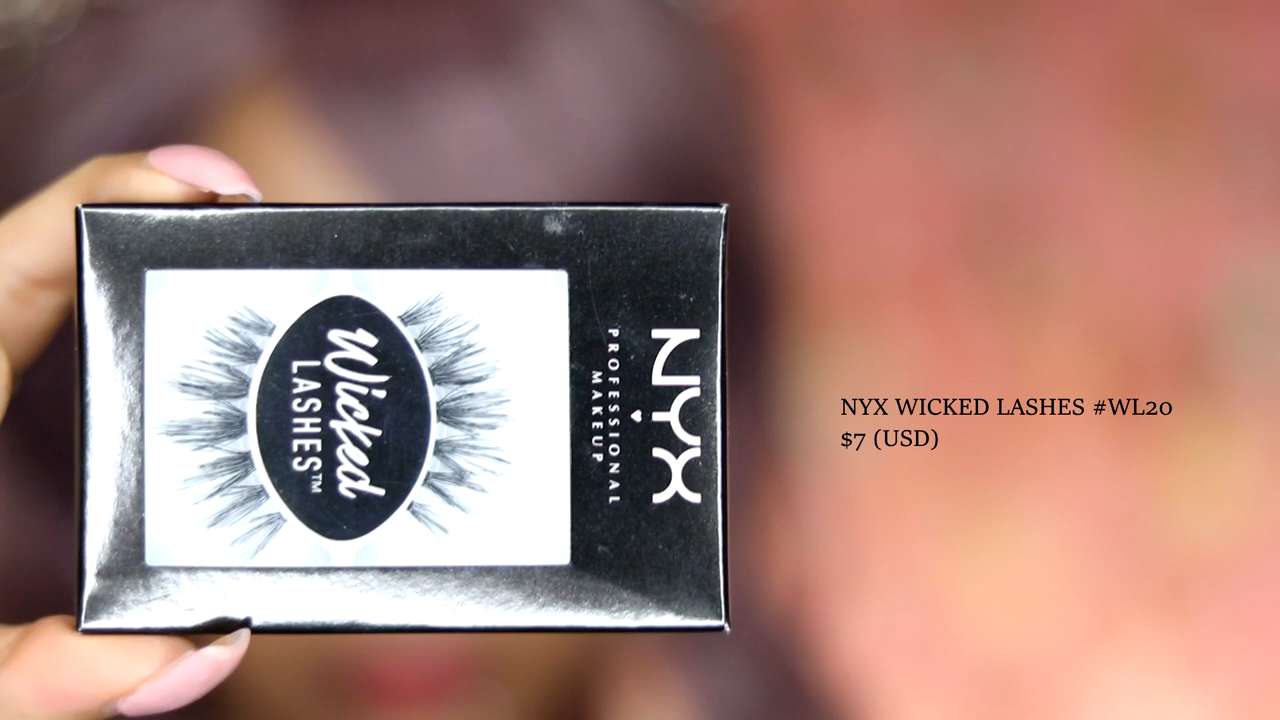 NYX
PROFESSIONAL
MAKEUP
Wicked
LASHES™
NYX WICKED LASHES #WL20
$7 (USD)